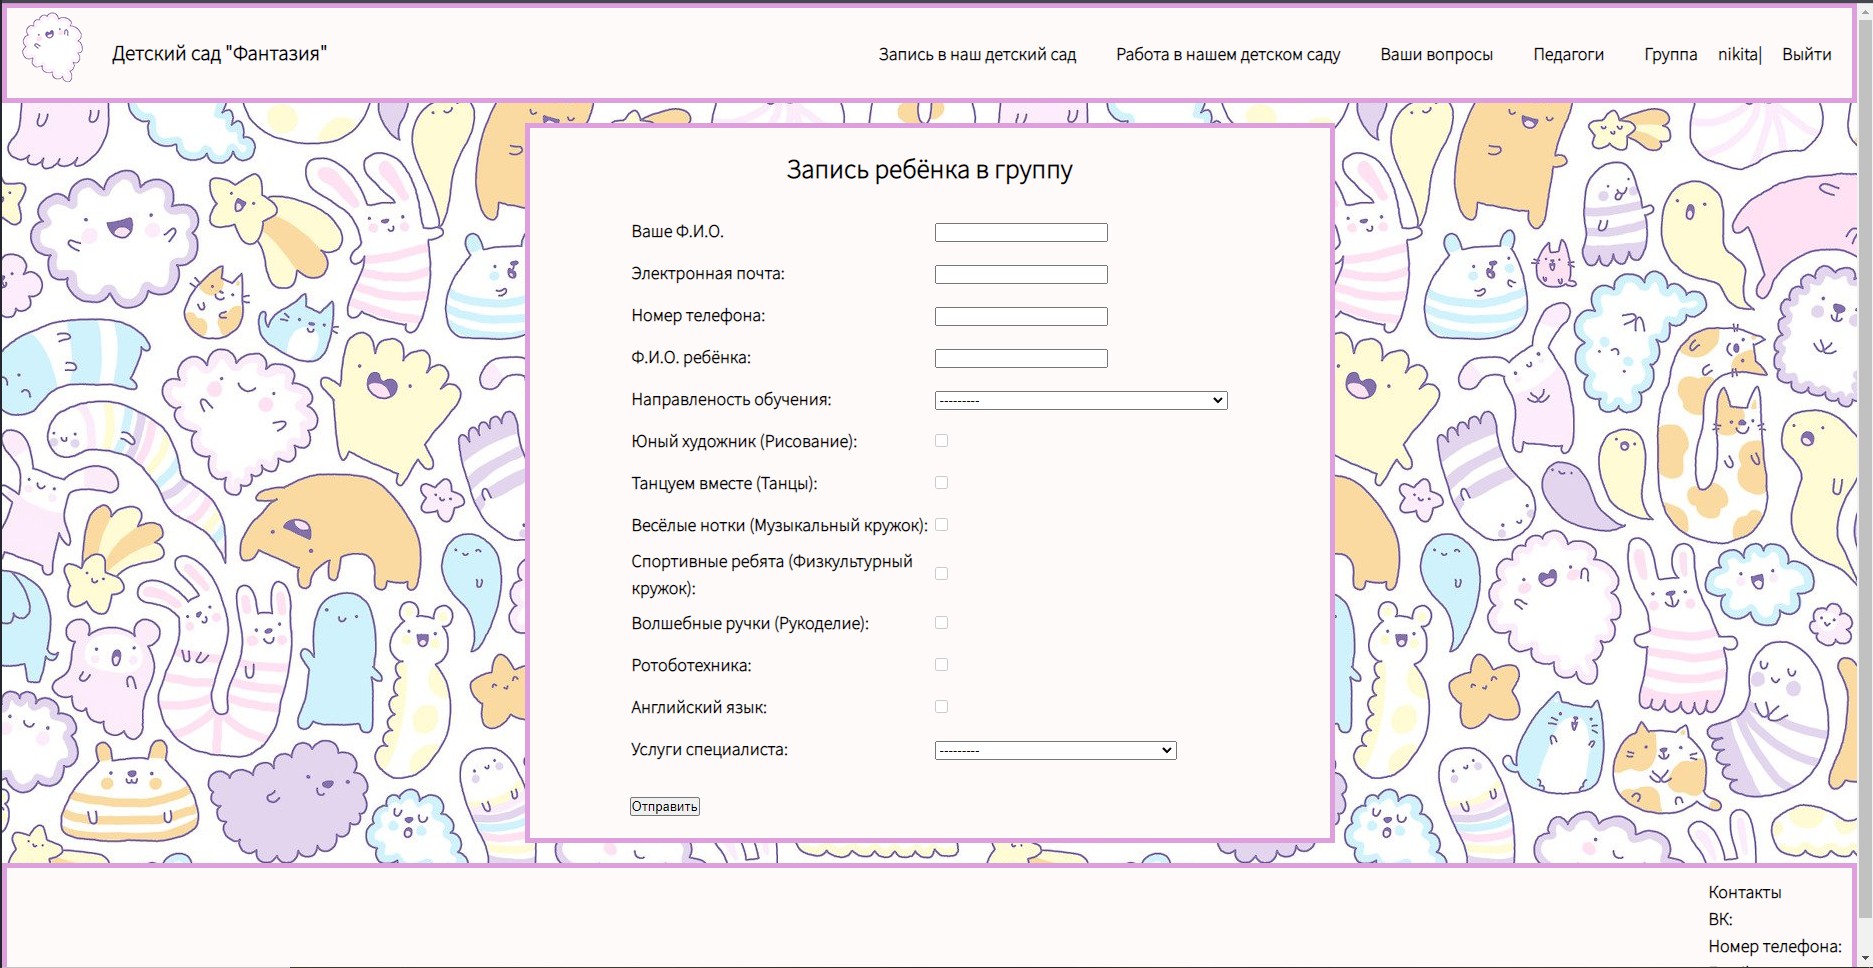 Детский сад "Фантазия"
Запись в наш детский сад Работа в нашем детском саду Ваши вопросы Педагоги Группа nikita| Выйти
Запись ребёнка в группу
Ваше Ф.И.О.
Электронная почта:
Номер телефона:
Ф.И.О. ребёнка:
Направленость обучения: ---------
Юный художник (Рисование):
Танцуем вместе (Танцы):
Весёлые нотки (Музыкальный кружок):
Спортивные ребята (Физкультурный
кружок):
Волшебные ручки (Рукоделие):
Ротоботехника:
Английский язык:
Услуги специалиста: ---------
Отправить
Контакты
ВК:
Номер телефона: